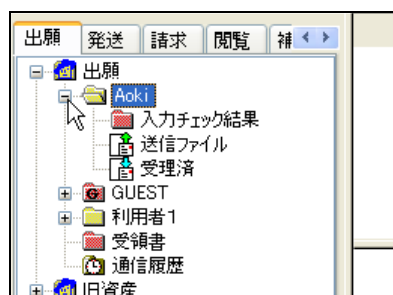 出願 発送 請求 閲覧 補
出願
Aoki
入力チェック結果
送信ファイル
受理済
GUEST
利用者1
受領書
通信履歴
旧資産